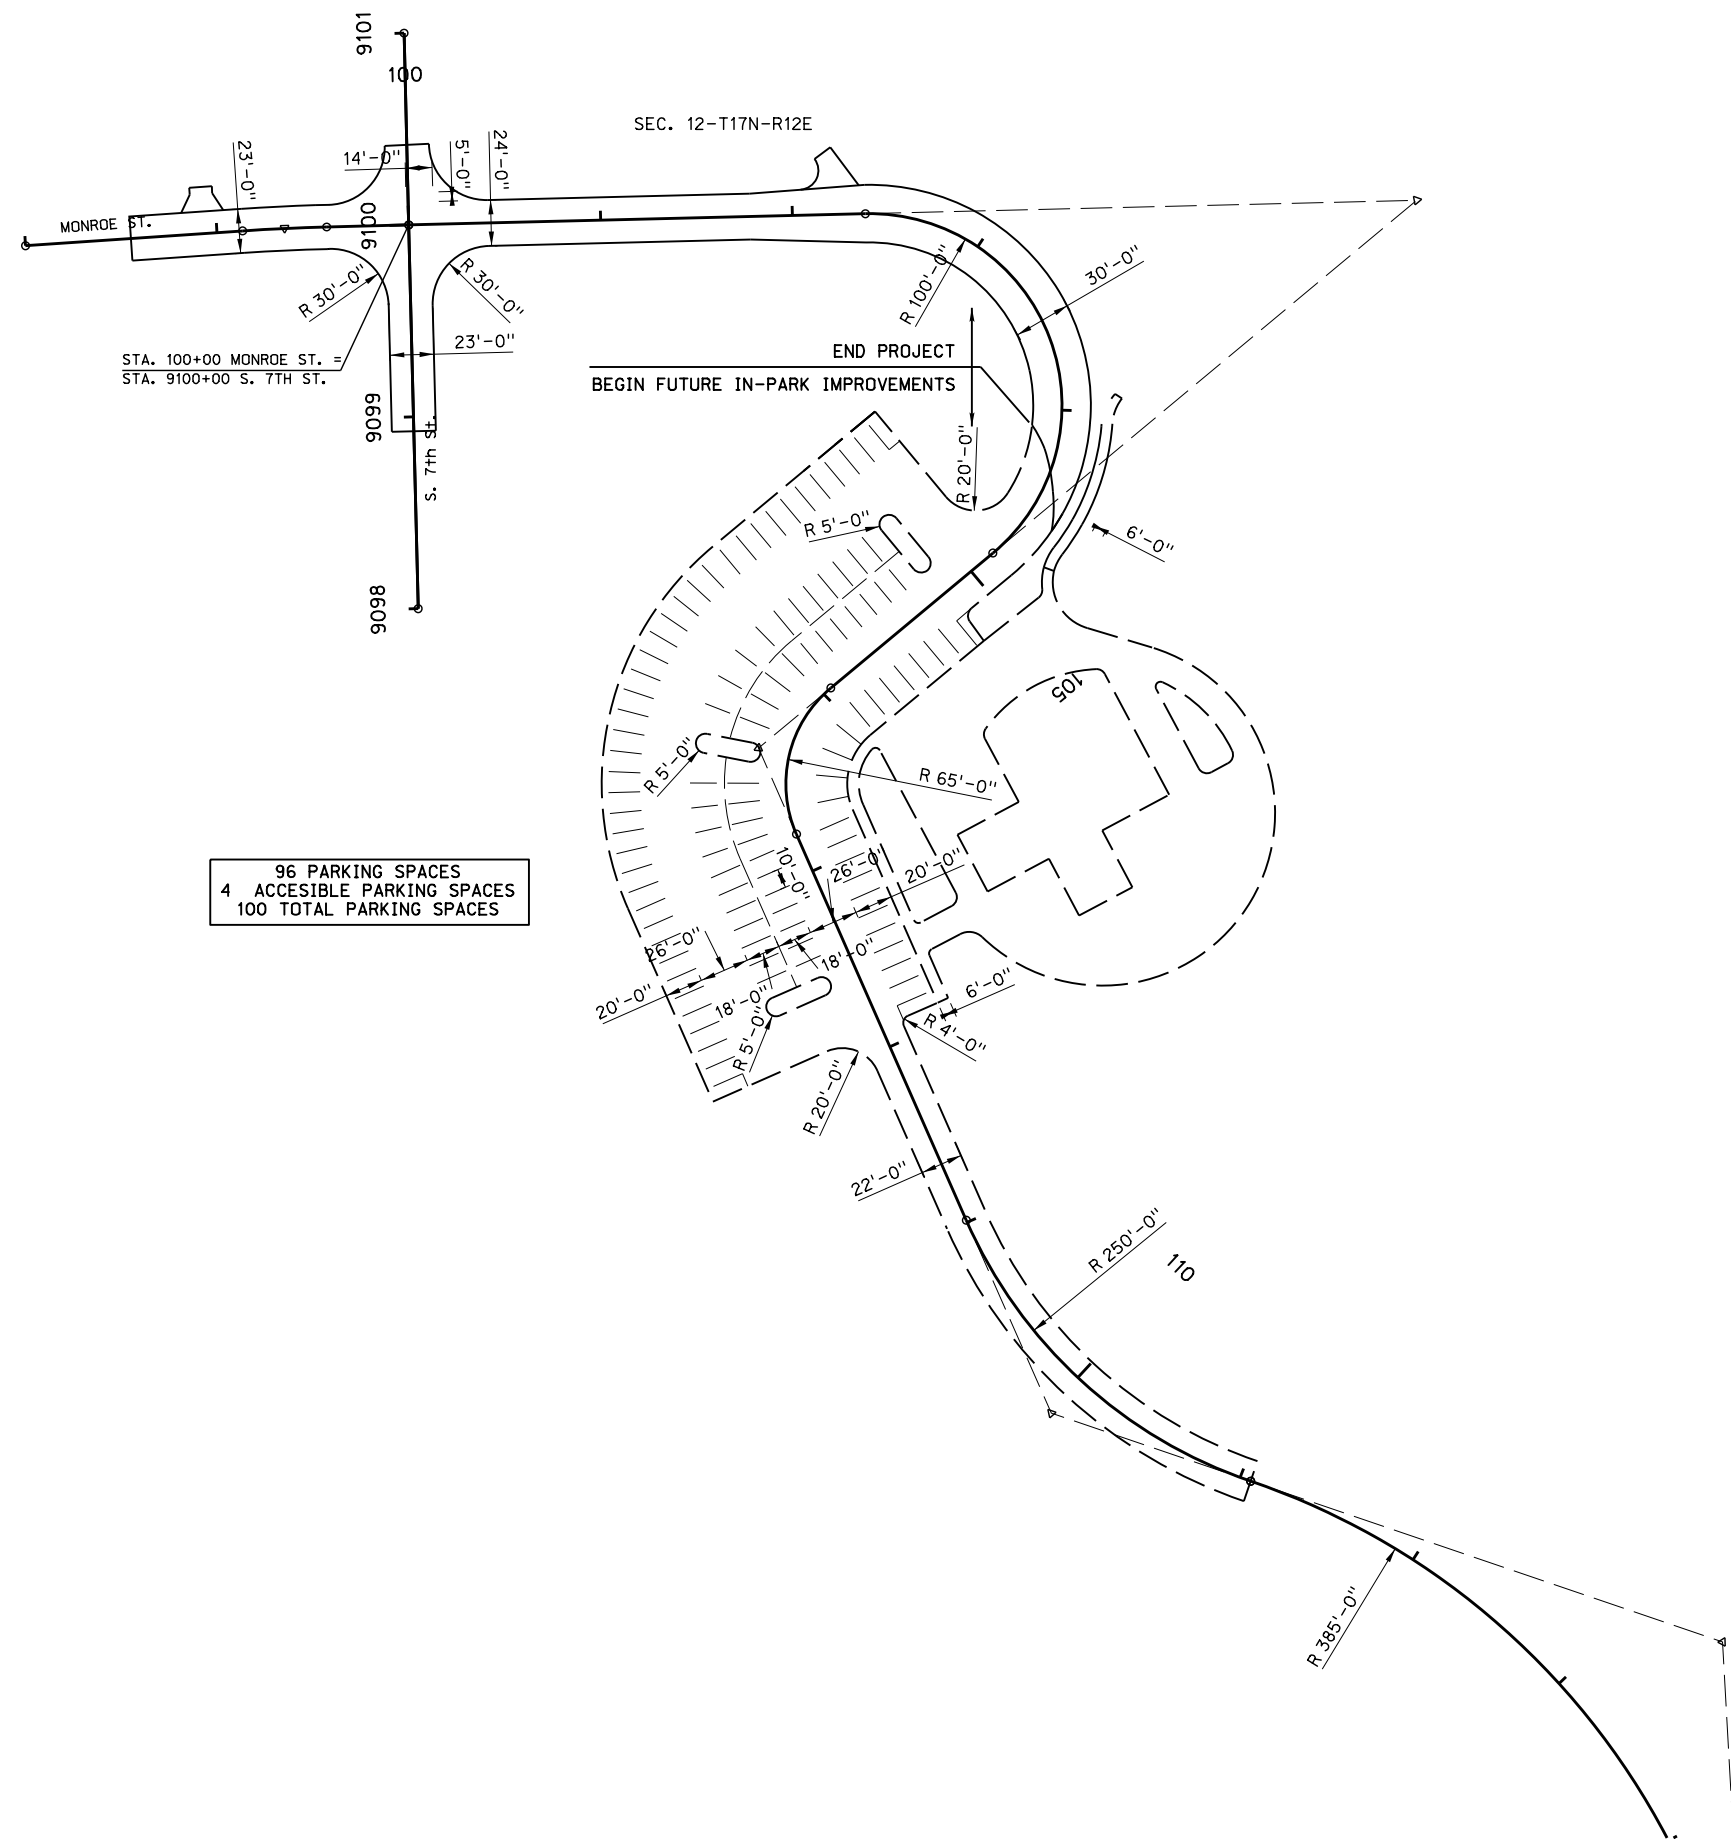 9101
100
SEC. 12-T17N-R12E
23'-0"
14'-0"
5'-0"
24'-0"
MONROE ST.
9100
R 30'-0"
R 30'-0"
R 100'-0"
30'-0"
23'-0"
STA. 100+00 MONROE ST. =
STA. 9100+00 S. 7TH ST.
END PROJECT
BEGIN FUTURE IN-PARK IMPROVEMENTS
9099
S. 7th St.
R 20'-0"
R 5'-0"
6'-0"
9098
105
R 5'-0"
R 65'-0"
96 PARKING SPACES
4 ACCESIBLE PARKING SPACES
100 TOTAL PARKING SPACES
10'-0"
26'-0"
20'-0"
26'-0"
18'-0"
20'-0"
18'-0"
6'-0"
R 5'-0"
R 4'-0"
R 20'-0"
22'-0"
R 250'-0"
110
R 385'-0"